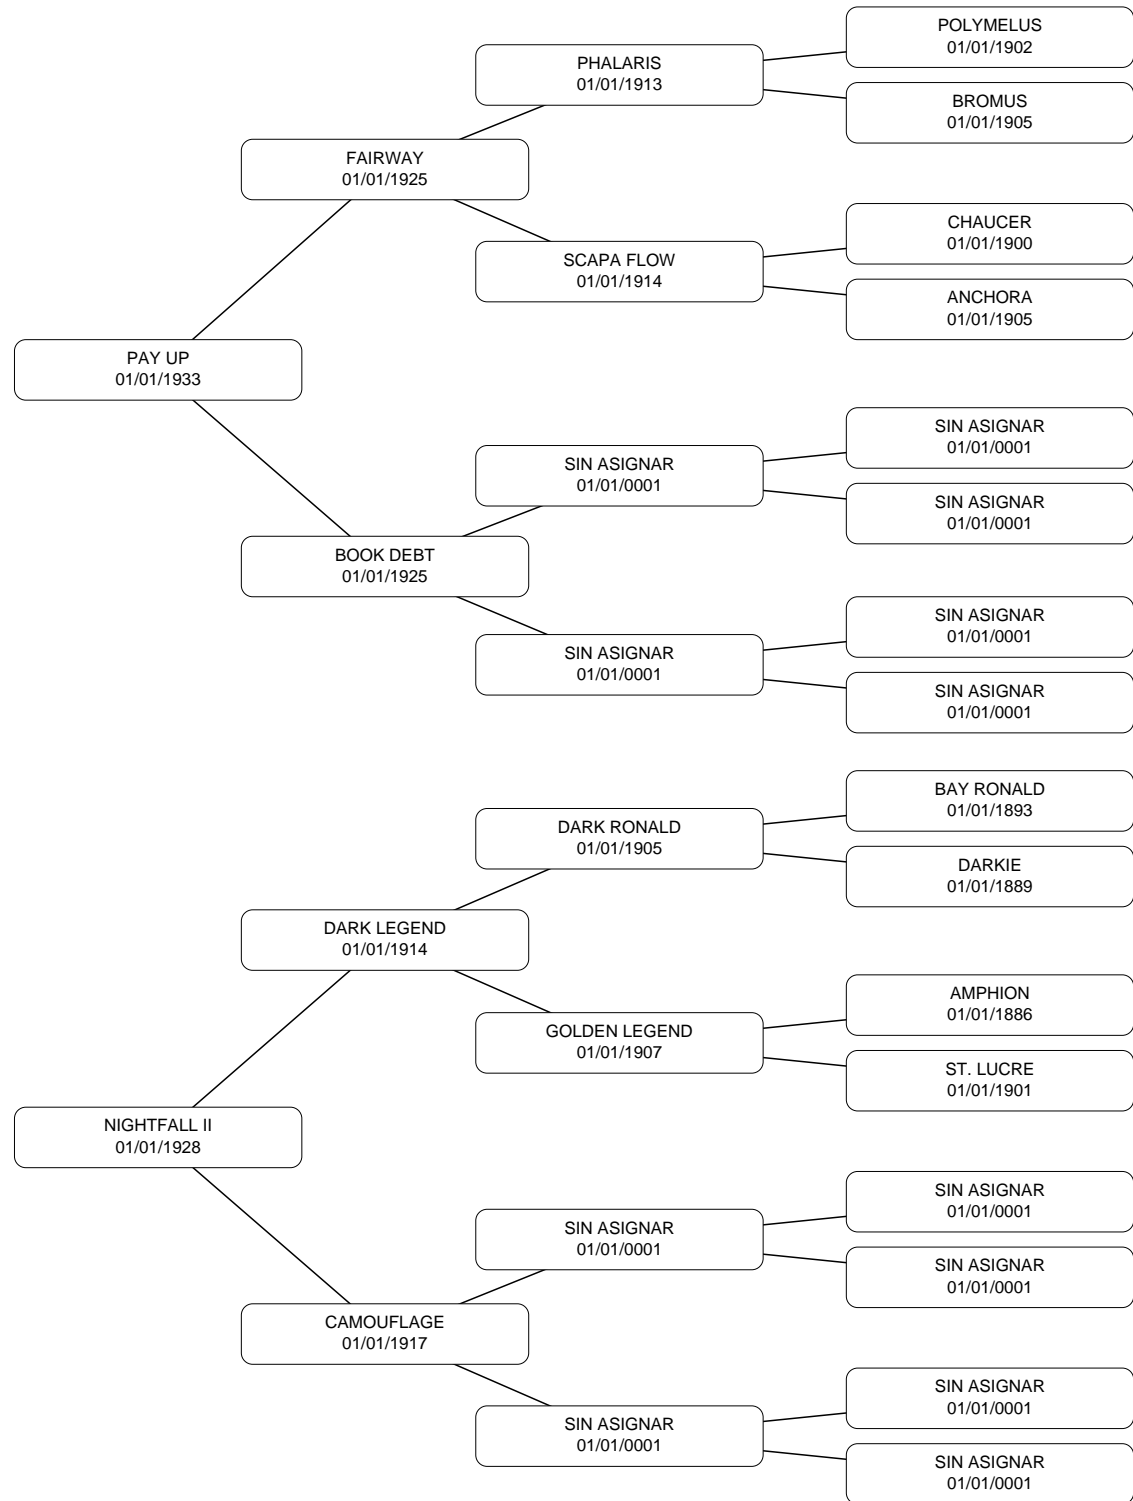 POLYMELUS
01/01/1902
PHALARIS
01/01/1913
BROMUS
01/01/1905
FAIRWAY
01/01/1925
CHAUCER
01/01/1900
SCAPA FLOW
01/01/1914
ANCHORA
01/01/1905
PAY UP
01/01/1933
SIN ASIGNAR
01/01/0001
SIN ASIGNAR
01/01/0001
SIN ASIGNAR
01/01/0001
BOOK DEBT
01/01/1925
SIN ASIGNAR
01/01/0001
SIN ASIGNAR
01/01/0001
SIN ASIGNAR
01/01/0001
BAY RONALD
01/01/1893
DARK RONALD
01/01/1905
DARKIE
01/01/1889
DARK LEGEND
01/01/1914
AMPHION
01/01/1886
GOLDEN LEGEND
01/01/1907
ST. LUCRE
01/01/1901
NIGHTFALL II
01/01/1928
SIN ASIGNAR
01/01/0001
SIN ASIGNAR
01/01/0001
SIN ASIGNAR
01/01/0001
CAMOUFLAGE
01/01/1917
SIN ASIGNAR
01/01/0001
SIN ASIGNAR
01/01/0001
SIN ASIGNAR
01/01/0001